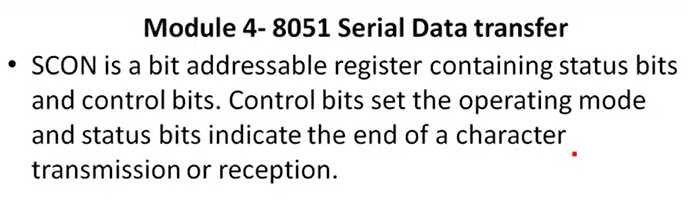 Module 4- 8051 Serial Data transfer
• SCON is a bit addressable register containing status bits
and control bits. Control bits set the operating mode
and status bits indicate the end of a character
transmission or reception.